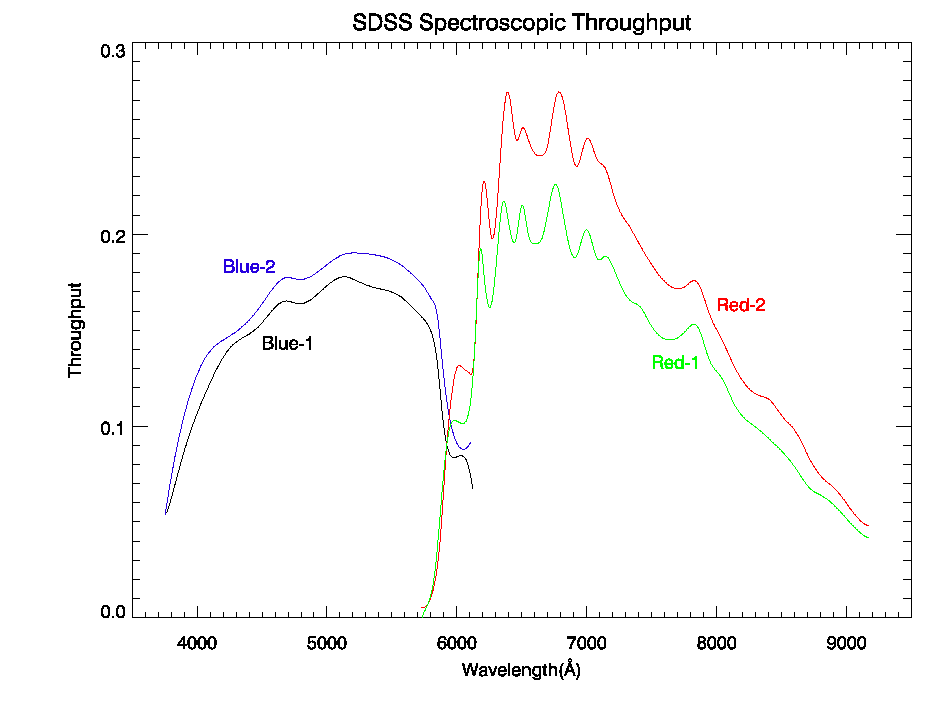 SDSS Spectroscopic Throughput
0.3
0.2
0.1
0.0
Throughput
Blue-2
Blue-1
Red-2
Red-1
4000 5000 6000 7000 8000 9000
Wavelength(Å)